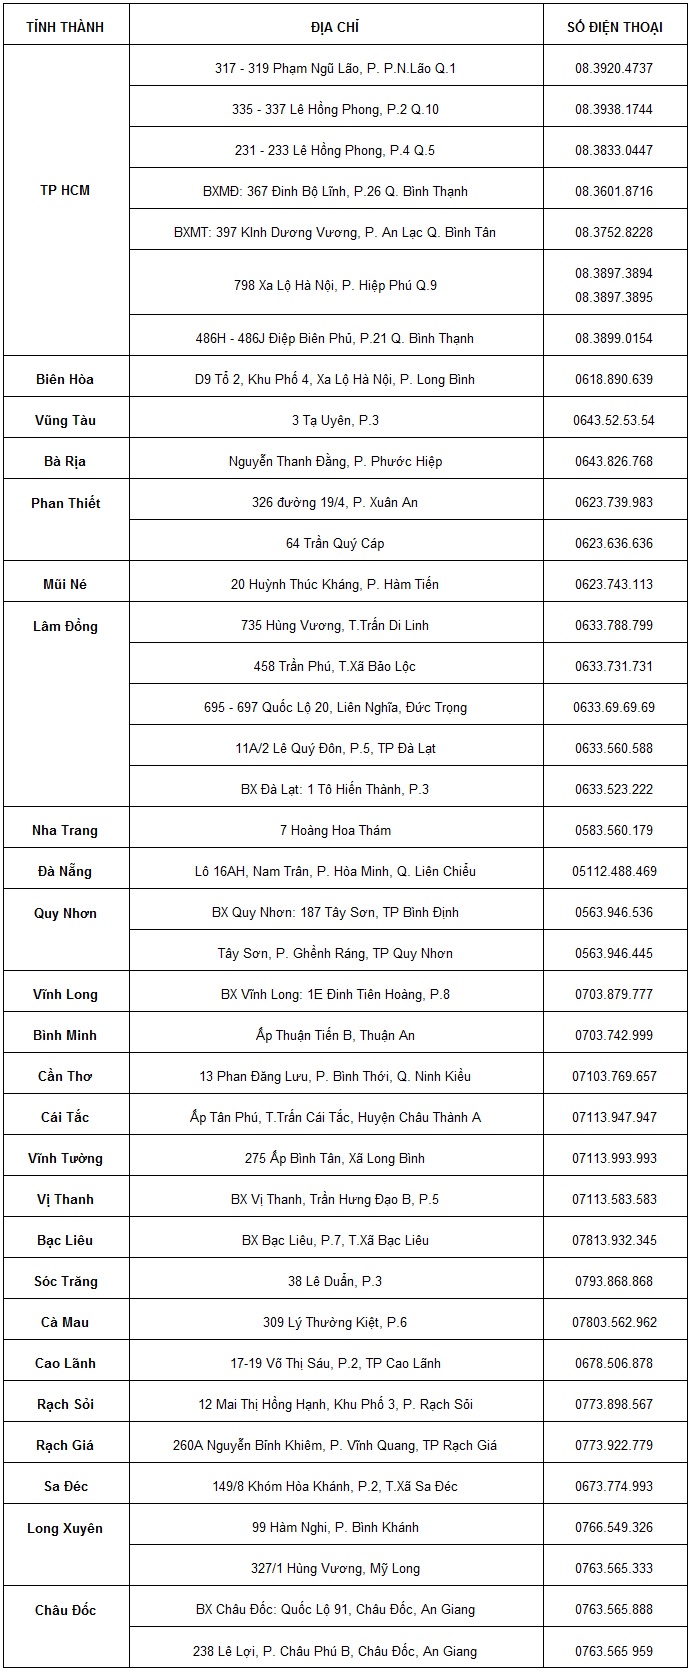 TỈNH THÀNH ĐỊA CHỈ SỐ ĐIỆN THOẠI
TP HCM
317 - 319 Phạm Ngũ Lão, P. P.N.Lão Q.1 08.3920.4737
335 - 337 Lê Hồng Phong, P.2 Q.10 08.3938.1744
231 - 233 Lê Hồng Phong, P.4 Q.5 08.3833.0447
BXMĐ: 367 Đinh Bộ Lĩnh, P.26 Q. Bình Thạnh 08.3601.8716
BXMT: 397 KInh Dương Vương, P. An Lạc Q. Bình Tân 08.3752.8228
798 Xa Lộ Hà Nội, P. Hiệp Phú Q.9 08.3897.3894
08.3897.3895
486H - 486J Điệp Biên Phủ, P.21 Q. Bình Thạnh 08.3899.0154
Biên Hòa D9 Tổ 2, Khu Phố 4, Xa Lộ Hà Nội, P. Long Bình 0618.890.639
Vũng Tàu 3 Tạ Uyên, P.3 0643.52.53.54
Bà Rịa Nguyễn Thanh Đằng, P. Phước Hiệp 0643.826.768
Phan Thiết 326 đường 19/4, P. Xuân An 0623.739.983
64 Trần Quý Cáp 0623.636.636
Mũi Né 20 Huỳnh Thúc Kháng, P. Hàm Tiến 0623.743.113
Lâm Đồng 735 Hùng Vương, T.Trấn Di Linh 0633.788.799
458 Trần Phú, T.Xã Bảo Lộc 0633.731.731
695 - 697 Quốc Lộ 20, Liên Nghĩa, Đức Trọng 0633.69.69.69
11A/2 Lê Quý Đôn, P.5, TP Đà Lạt 0633.560.588
BX Đà Lạt: 1 Tô Hiến Thành, P.3 0633.523.222
Nha Trang 7 Hoàng Hoa Thám 0583.560.179
Đà Nẵng Lô 16AH, Nam Trân, P. Hòa Minh, Q. Liên Chiểu 05112.488.469
Quy Nhơn BX Quy Nhơn: 187 Tây Sơn, TP Bình Định 0563.946.536
Tây Sơn, P. Ghềnh Ráng, TP Quy Nhơn 0563.946.445
Vĩnh Long BX Vĩnh Long: 1E Đinh Tiên Hoàng, P.8 0703.879.777
Bình Minh Ấp Thuận Tiến B, Thuận An 0703.742.999
Cần Thơ 13 Phan Đăng Lưu, P. Bình Thới, Q. Ninh Kiều 07103.769.657
Cái Tắc Ấp Tân Phú, T.Trấn Cái Tắc, Huyện Châu Thành A 07113.947.947
Vĩnh Tường 275 Ấp Bình Tân, Xã Long Bình 07113.993.993
Vị Thanh BX Vị Thanh, Trần Hưng Đạo B, P.5 07113.583.583
Bạc Liêu BX Bạc Liêu, P.7, T.Xã Bạc Liêu 07813.932.345
Sóc Trăng 38 Lê Duẩn, P.3 0793.868.868
Cà Mau 309 Lý Thường Kiệt, P.6 07803.562.962
Cao Lãnh 17-19 Võ Thị Sáu, P.2, TP Cao Lãnh 0678.506.878
Rạch Sỏi 12 Mai Thị Hồng Hạnh, Khu Phố 3, P. Rạch Sỏi 0773.898.567
Rạch Giá 260A Nguyễn Bỉnh Khiêm, P. Vĩnh Quang, TP Rạch Giá 0773.922.779
Sa Đéc 149/8 Khóm Hòa Khánh, P.2, T.Xã Sa Đéc 0673.774.993
Long Xuyên 99 Hàm Nghi, P. Bình Khánh 0766.549.326
327/1 Hùng Vương, Mỹ Long 0763.565.333
Châu Đốc BX Châu Đốc: Quốc Lộ 91, Châu Đốc, An Giang 0763.565.888
238 Lê Lợi, P. Châu Phú B, Châu Đốc, An Giang 0763.565 959